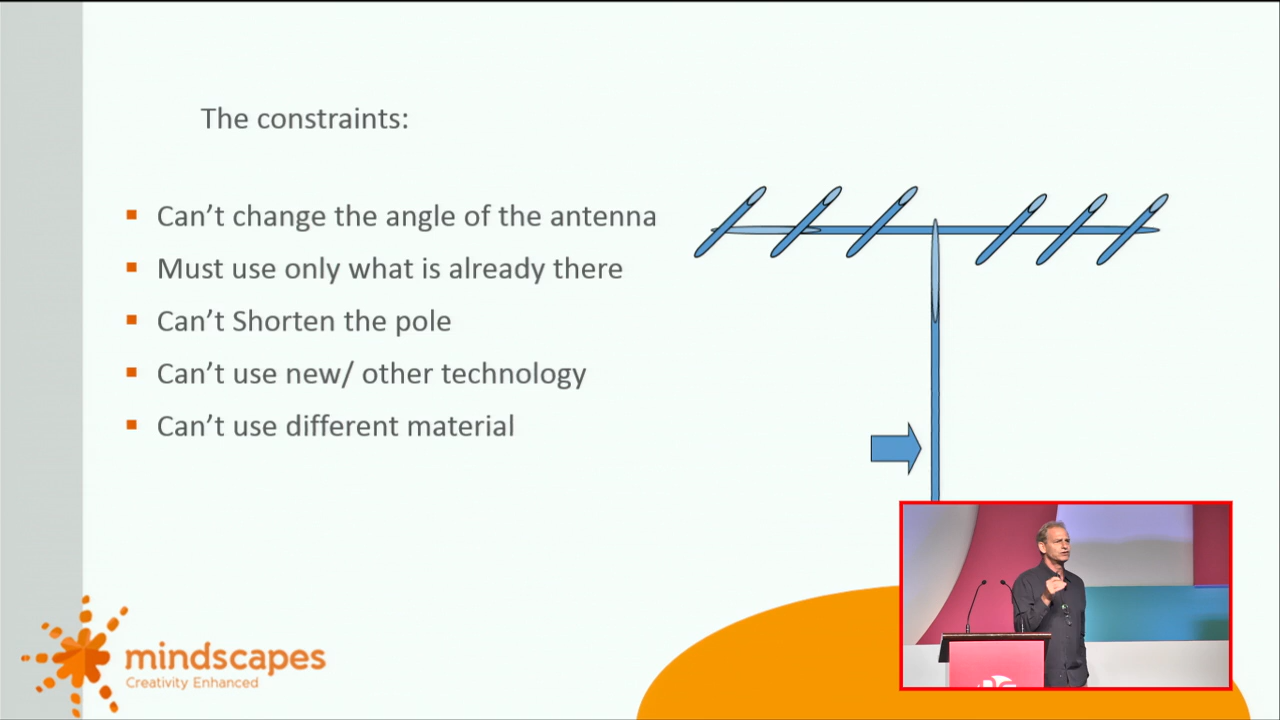 The constraints:
Can't change the angle of the antenna
Must use only what is already there
Can't Shorten the pole
Can't use new/ other technology
Can't use different material
mindscapes
Creativity Enhanced